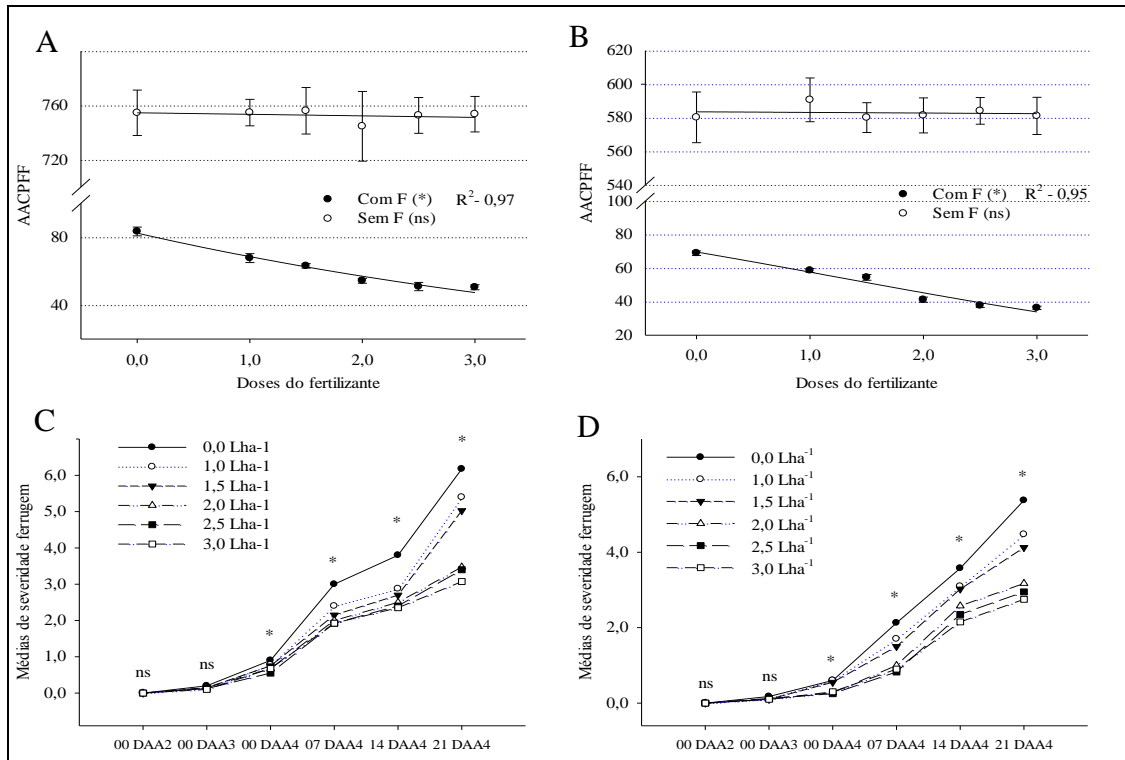 A
AACPFF
760
720
80
40
Com F (*) R²- 0,97
Sem F (ns)
0,0 1,0 2,0 3,0
Doses do fertilizante
B
AACPFF
620
600
580
560
540
100
80
60
40
20
Com F (*) R² - 0,95
Sem F (ns)
0,0 1,0 2,0 3,0
Doses do fertilizante
C
Médias de severidade ferrugem
6,0
5,0
4,0
3,0
2,0
1,0
0,0
0,0 Lha-1
1,0 Lha-1
1,5 Lha-1
2,0 Lha-1
2,5 Lha-1
3,0 Lha-1
ns ns * * * *
00 DAA2 00 DAA3 00 DAA4 07 DAA4 14 DAA4 21 DAA4
D
Médias de severidade ferrugem
6,0
4,0
2,0
0,0
0,0 Lha⁻¹
1,0 Lha⁻¹
1,5 Lha⁻¹
2,0 Lha⁻¹
2,5 Lha⁻¹
3,0 Lha⁻¹
ns ns * * * *
00 DAA2 00 DAA3 00 DAA4 07 DAA4 14 DAA4 21 DAA4